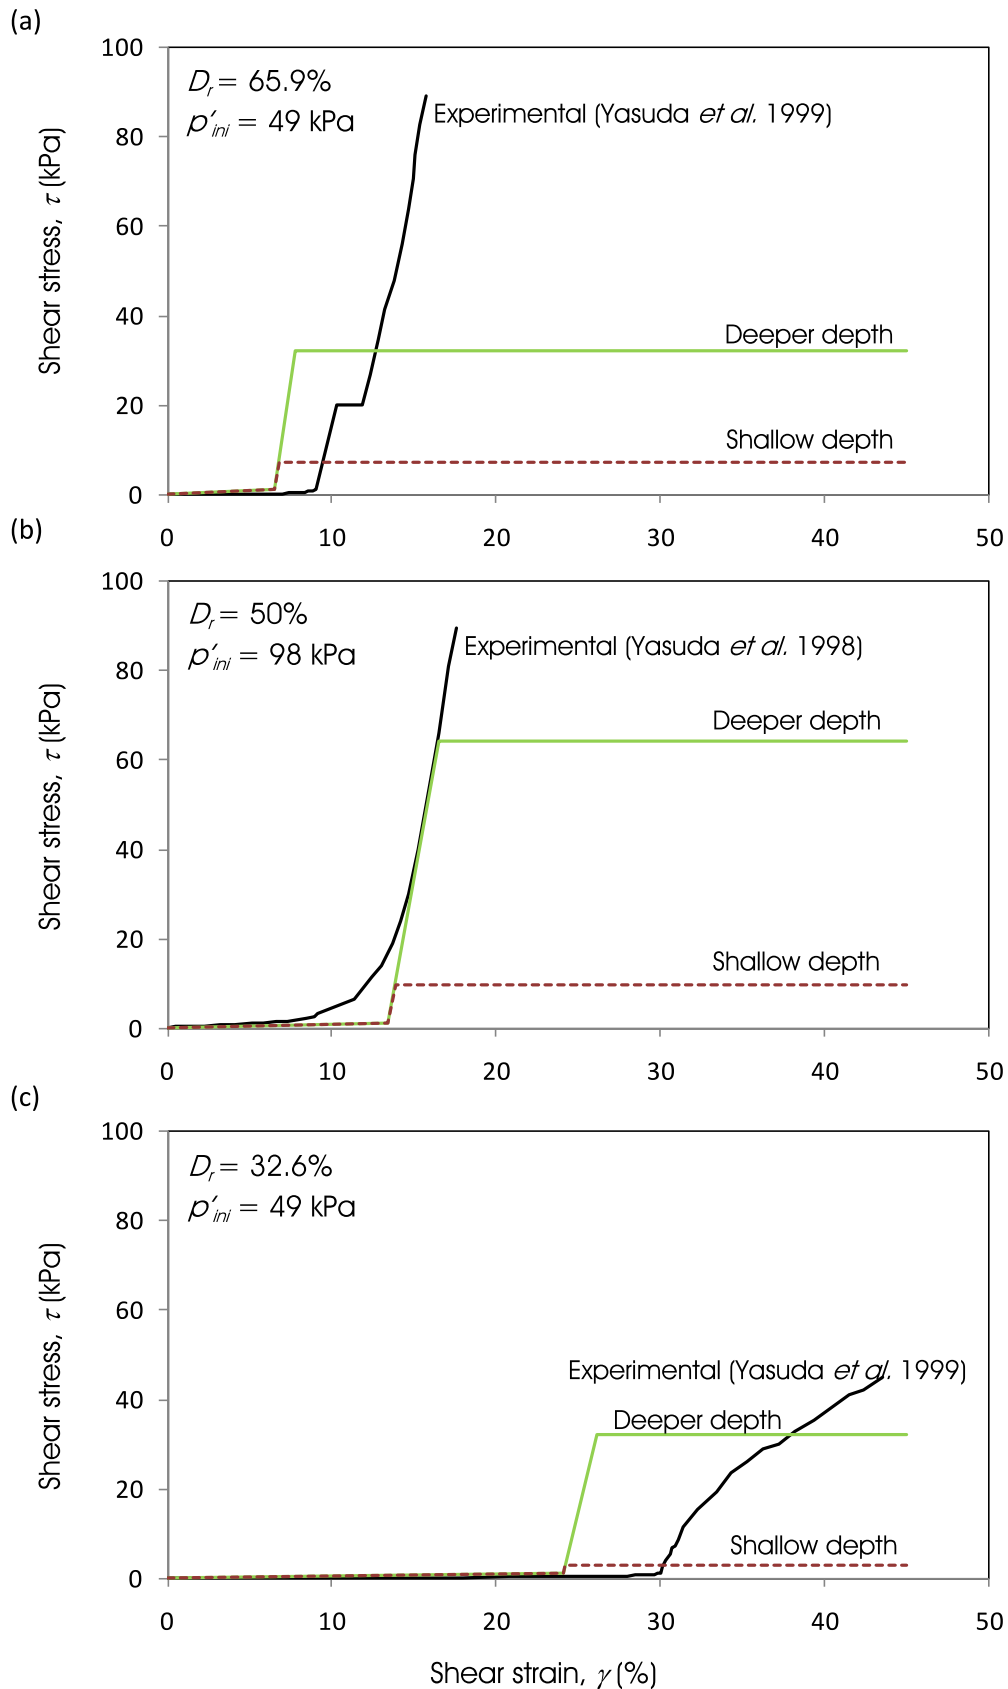 (a)
100
80
60
40
20
0
Shear stress, τ (kPa)
Dr = 65.9%
p′ini = 49 kPa
Experimental (Yasuda et al. 1999)
Deeper depth
Shallow depth
0 10 20 30 40 50
(b)
100
80
60
40
20
0
Shear stress, τ (kPa)
Dr = 50%
p′ini = 98 kPa
Experimental (Yasuda et al. 1998)
Deeper depth
Shallow depth
0 10 20 30 40 50
(c)
100
80
60
40
20
0
Shear stress, τ (kPa)
Dr = 32.6%
p′ini = 49 kPa
Experimental (Yasuda et al. 1999)
Deeper depth
Shallow depth
0 10 20 30 40 50
Shear strain, γ (%)